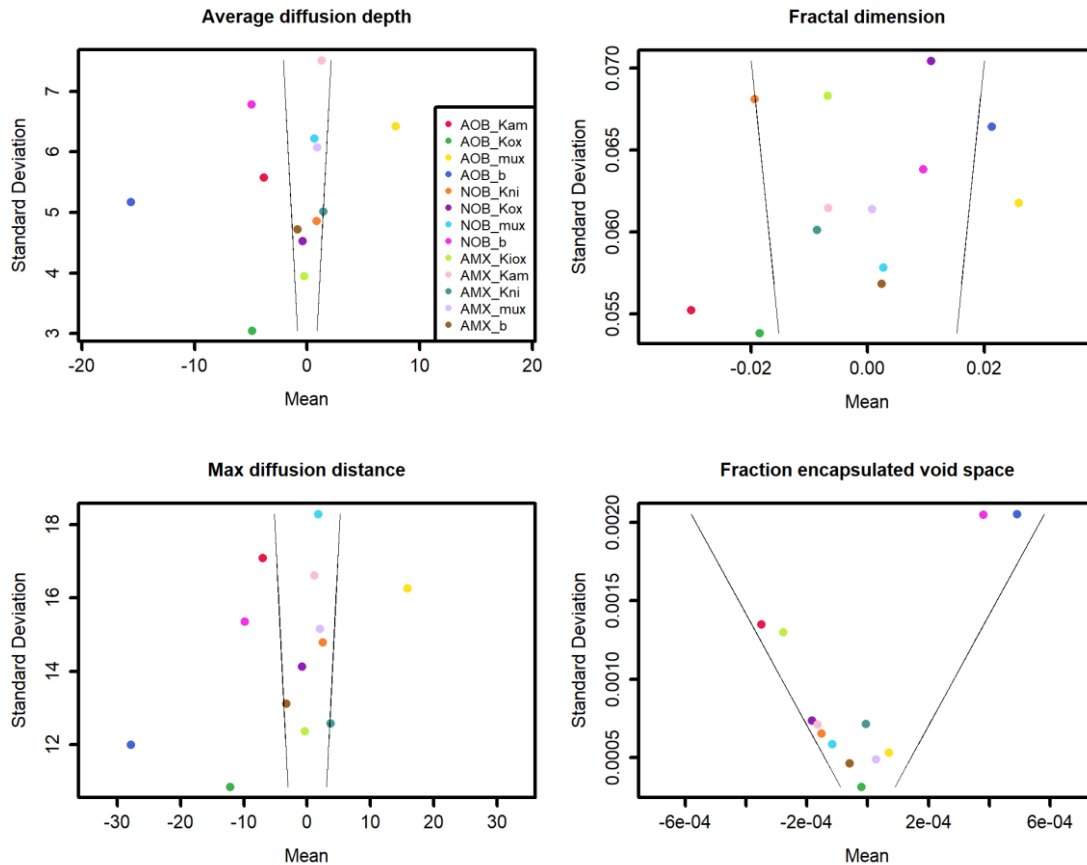 Average diffusion depth
Standard Deviation
7
6
5
4
3
-20
-10
0
10
20
Mean
AOB_Kam
AOB_Kox
AOB_mux
AOB_b
NOB_Kni
NOB_Kox
NOB_mux
NOB_b
AMX_Kiox
AMX_Kam
AMX_Kni
AMX_mux
AMX_b
Fractal dimension
Standard Deviation
0.070
0.065
0.060
0.055
-0.02
0.00
0.02
Mean
Max diffusion distance
Standard Deviation
18
16
14
12
-30
-20
-10
0
10
20
30
Mean
Fraction encapsulated void space
Standard Deviation
0.0020
0.0015
0.0010
0.0005
-6e-04
-2e-04
2e-04
6e-04
Mean